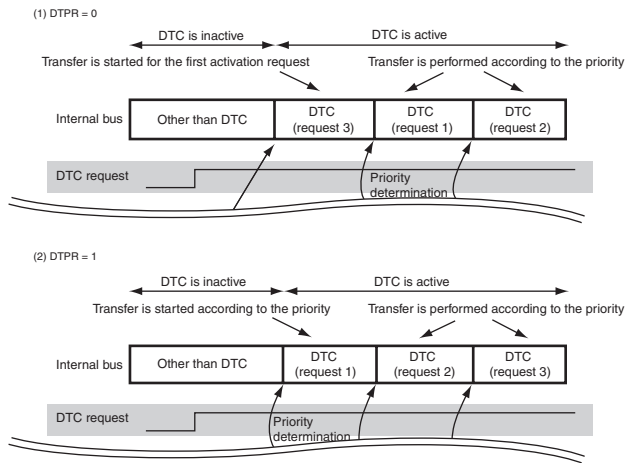 (1) DTPR = 0
DTC is inactive
DTC is active
Transfer is started for the first activation request
Transfer is performed according to the priority
Internal bus
Other than DTC
DTC
(request 3)
DTC
(request 1)
DTC
(request 2)
DTC request
Priority
determination
(2) DTPR = 1
DTC is inactive
DTC is active
Transfer is started according to the priority
Transfer is performed according to the priority
Internal bus
Other than DTC
DTC
(request 1)
DTC
(request 2)
DTC
(request 3)
DTC request
Priority
determination